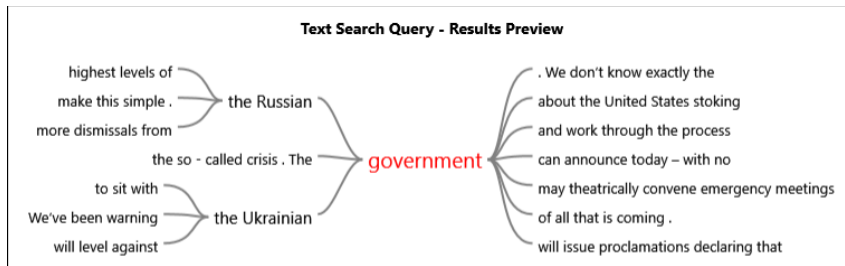 Text Search Query - Results Preview
highest levels of
make this simple .
more dismissals from
the Russian
the so - called crisis . The
to sit with
We've been warning
will level against
the Ukrainian
government
. We don't know exactly the
about the United States stoking
and work through the process
can announce today – with no
may theatrically convene emergency meetings
of all that is coming .
will issue proclamations declaring that